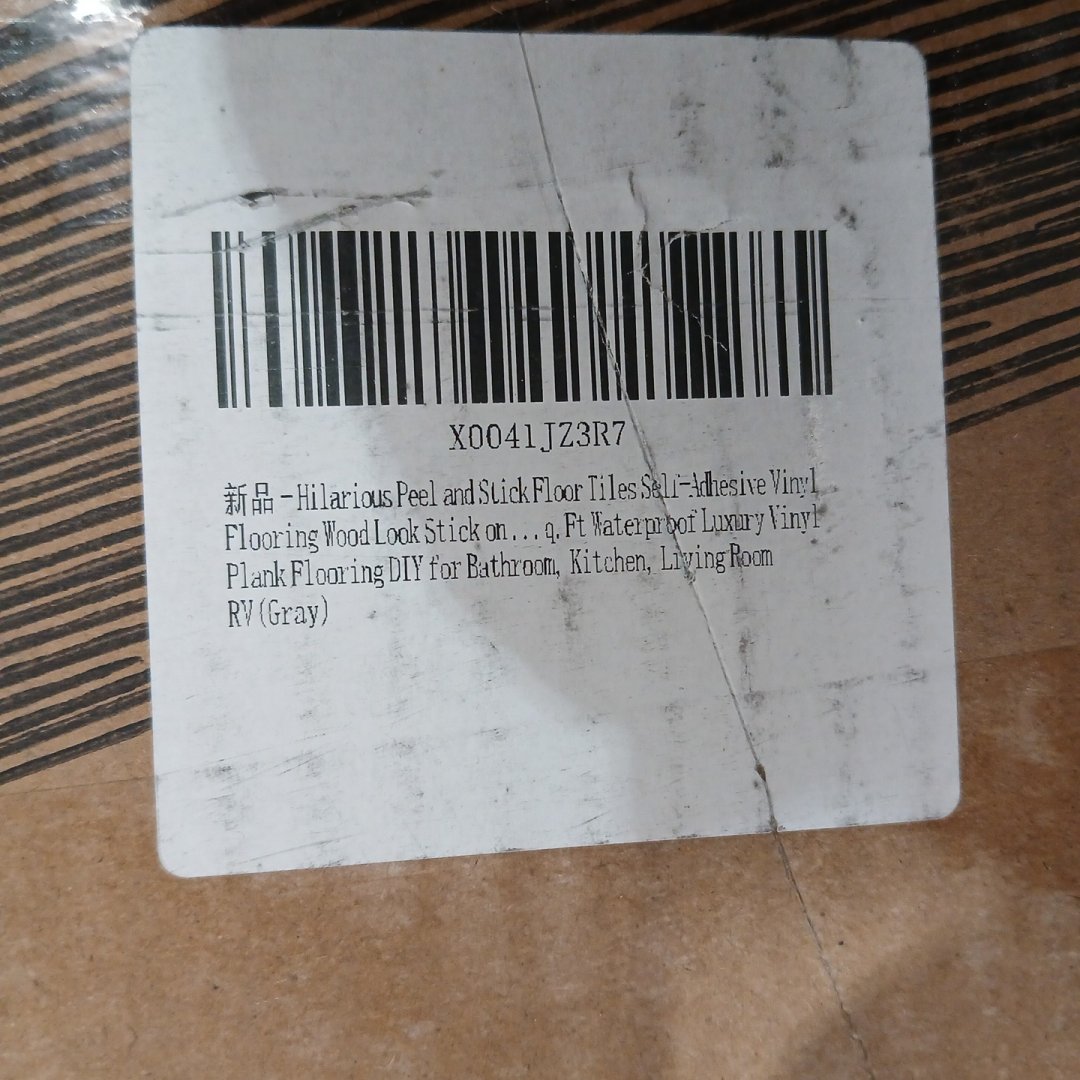 X0041JZ3R7
新品 - Hilarious Peel and Stick Floor Tiles Self-Adhesive Vinyl
Flooring Wood Look Stick on...q. Ft Waterproof Luxury Vinyl
Plank Flooring DIY for Bathroom, Kitchen, Living Room
RV (Gray)